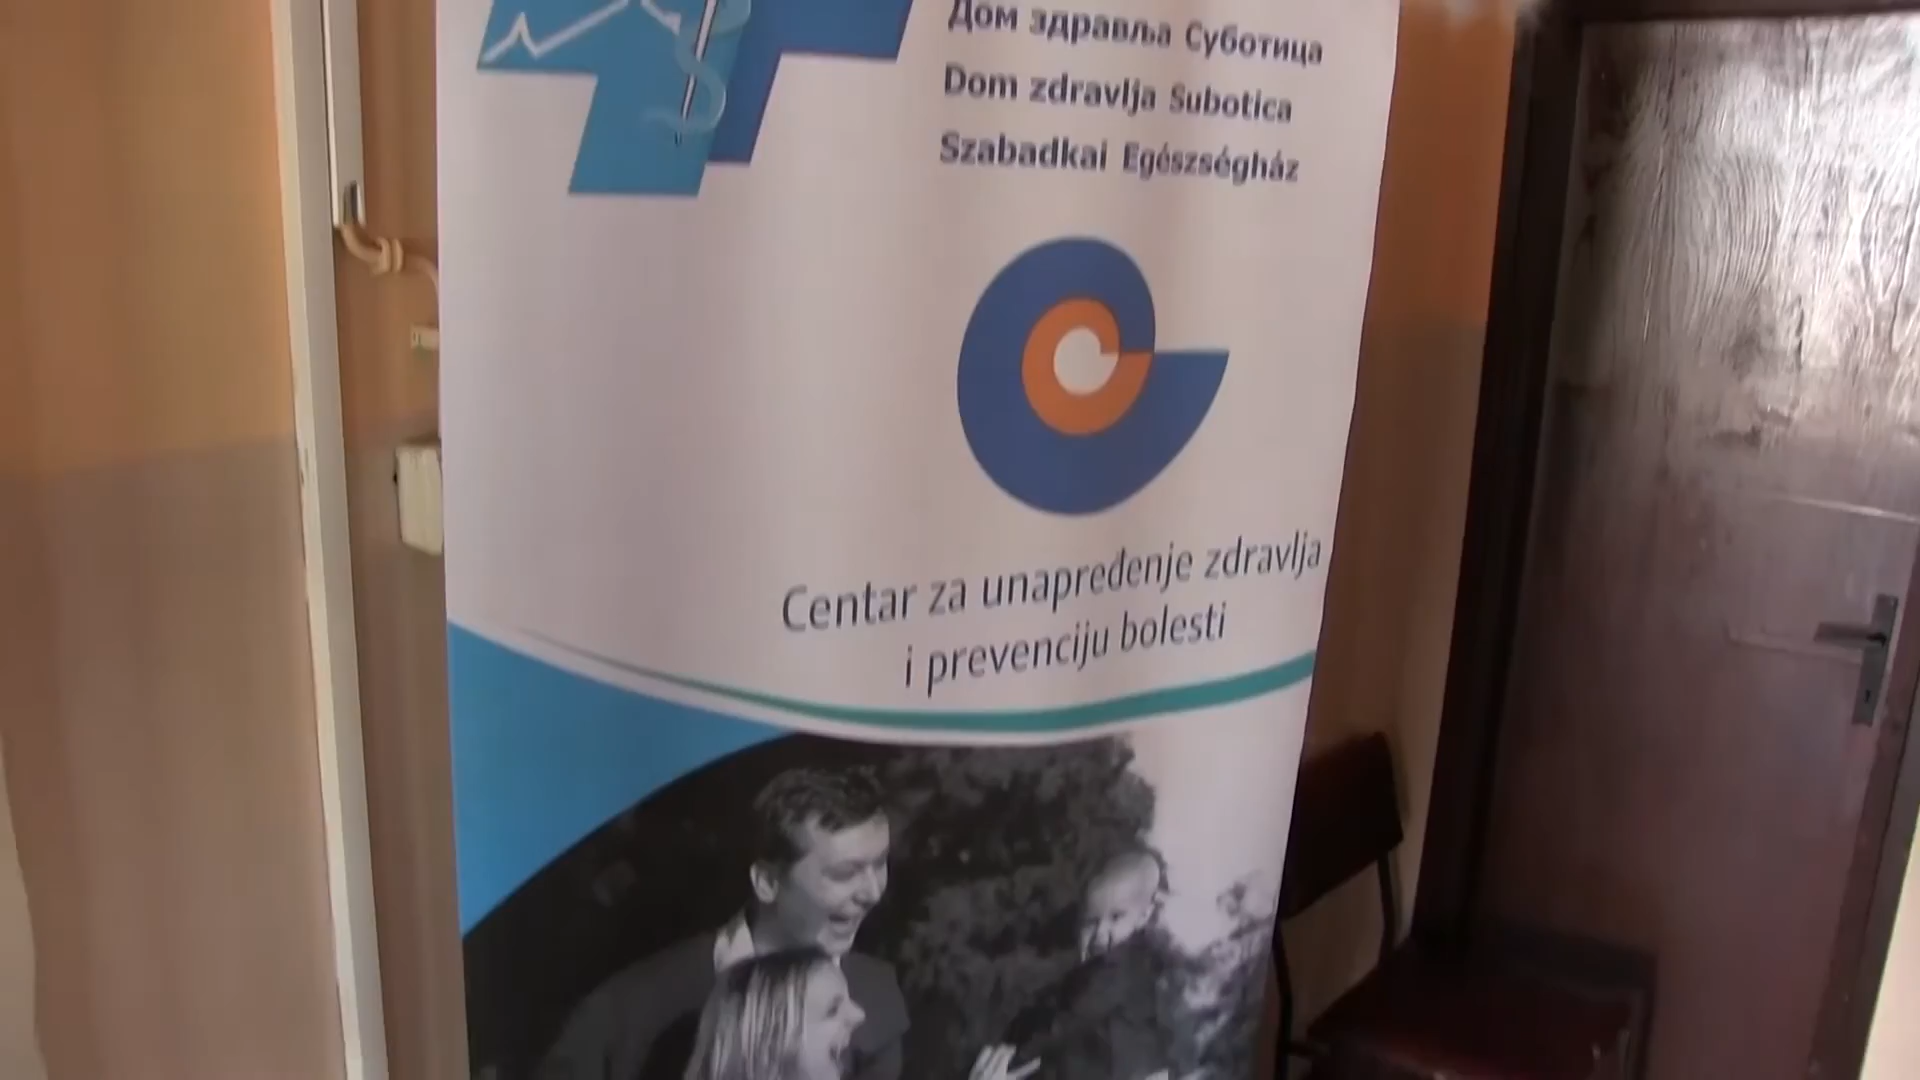 Дом здравља Суботица
Dom zdravlja Subotica
Szabadkai Egészségház
Centar za unapređenje zdravlja
i prevenciju bolesti